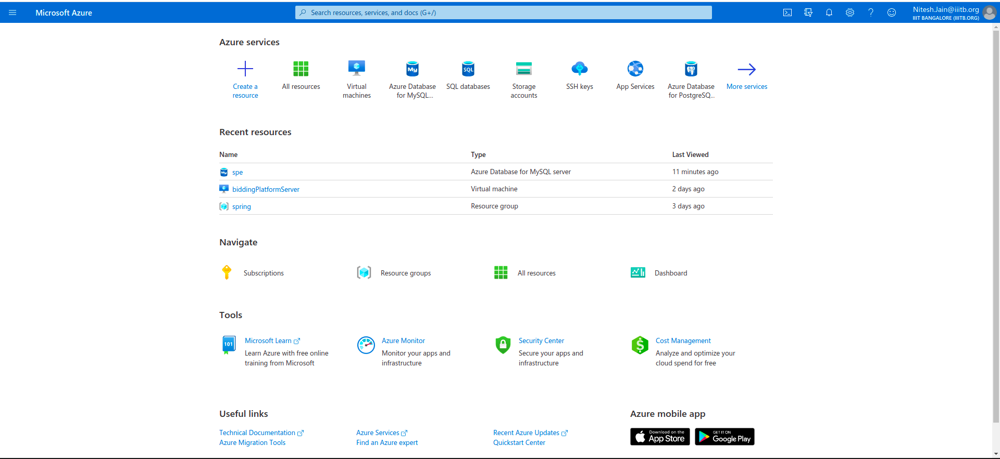 Microsoft Azure
Search resources, services, and docs (G+/)
Nitesh.Jain@iiitb.org
IIIT BANGALORE (IIITB.ORG)
Azure services
Create a
resource
All resources
Virtual
machines
My
Azure Database
for MySQL...
SQL
SQL databases
Storage
accounts
SSH keys
App Services
Azure Database
for PostgreSQ...
More services
Recent resources
Name Type Last Viewed
My spe Azure Database for MySQL server 11 minutes ago
biddingPlatformServer Virtual machine 2 days ago
spring Resource group 3 days ago
Navigate
Subscriptions
Resource groups
All resources
Dashboard
Tools
101
Microsoft Learn
Learn Azure with free online
training from Microsoft
Azure Monitor
Monitor your apps and
infrastructure
Security Center
Secure your apps and
infrastructure
$
Cost Management
Analyze and optimize your
cloud spend for free
Useful links
Technical Documentation
Azure Migration Tools
Azure Services
Find an Azure expert
Recent Azure Updates
Quickstart Center
Azure mobile app
Download on the
App Store
GET IT ON
Google Play